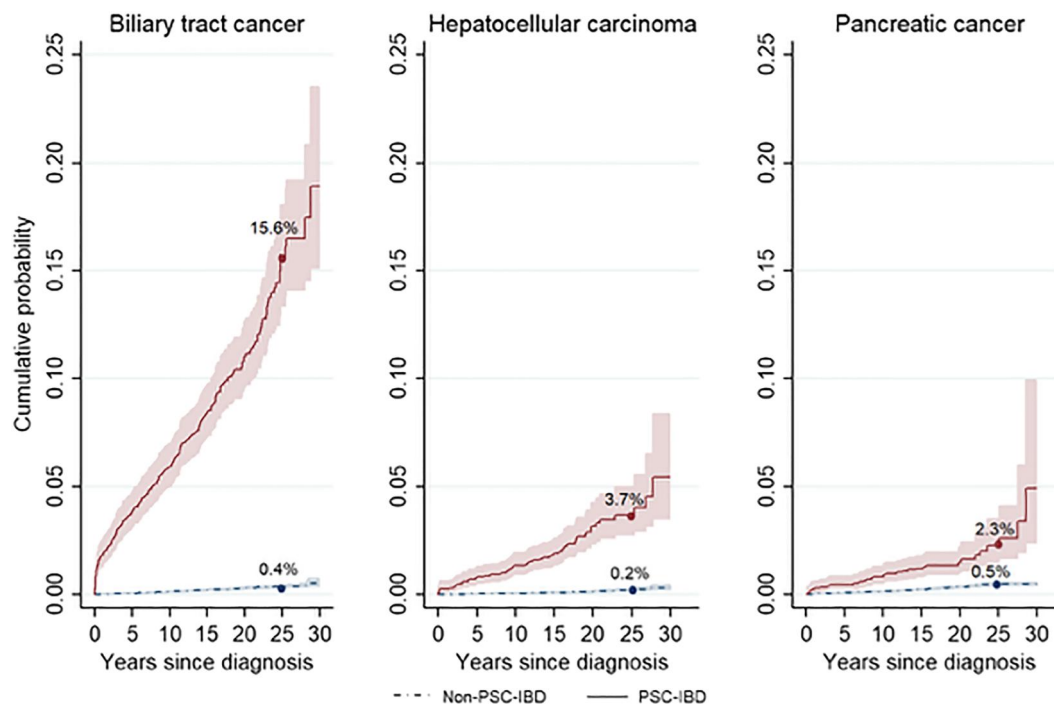 Biliary tract cancer
Hepatocellular carcinoma
Pancreatic cancer
Cumulative probability
0.25
0.20
0.15
0.10
0.05
0.00
15.6%
0.4%
0 5 10 15 20 25 30
Years since diagnosis
0.25
0.20
0.15
0.10
0.05
0.00
3.7%
0.2%
0 5 10 15 20 25 30
Years since diagnosis
0.25
0.20
0.15
0.10
0.05
0.00
2.3%
0.5%
0 5 10 15 20 25 30
Years since diagnosis
Non-PSC-IBD
PSC-IBD